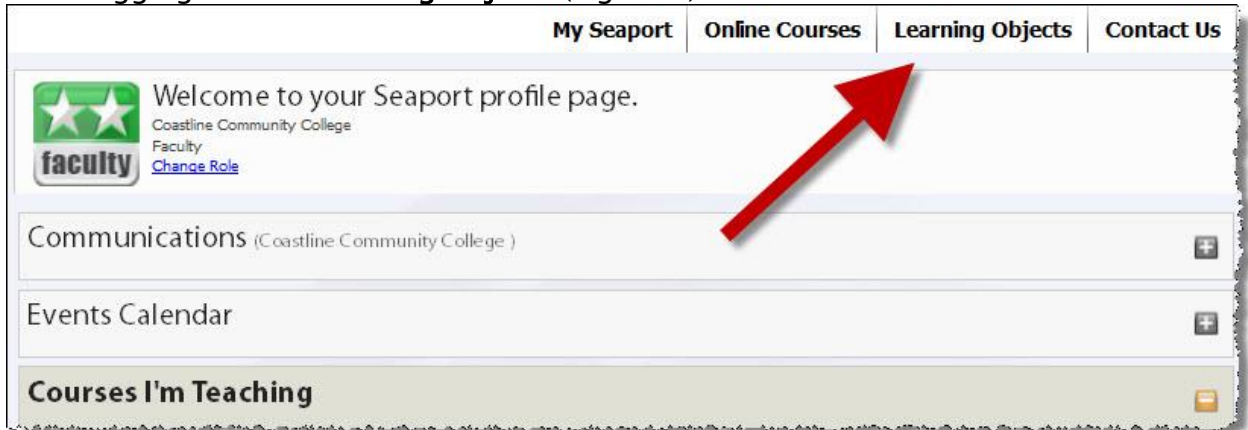 My Seaport Online Courses Learning Objects Contact Us
Welcome to your Seaport profile page.
Coastline Community College
Faculty
Change Role
faculty
Communications (Coastline Community College )
Events Calendar
Courses I'm Teaching